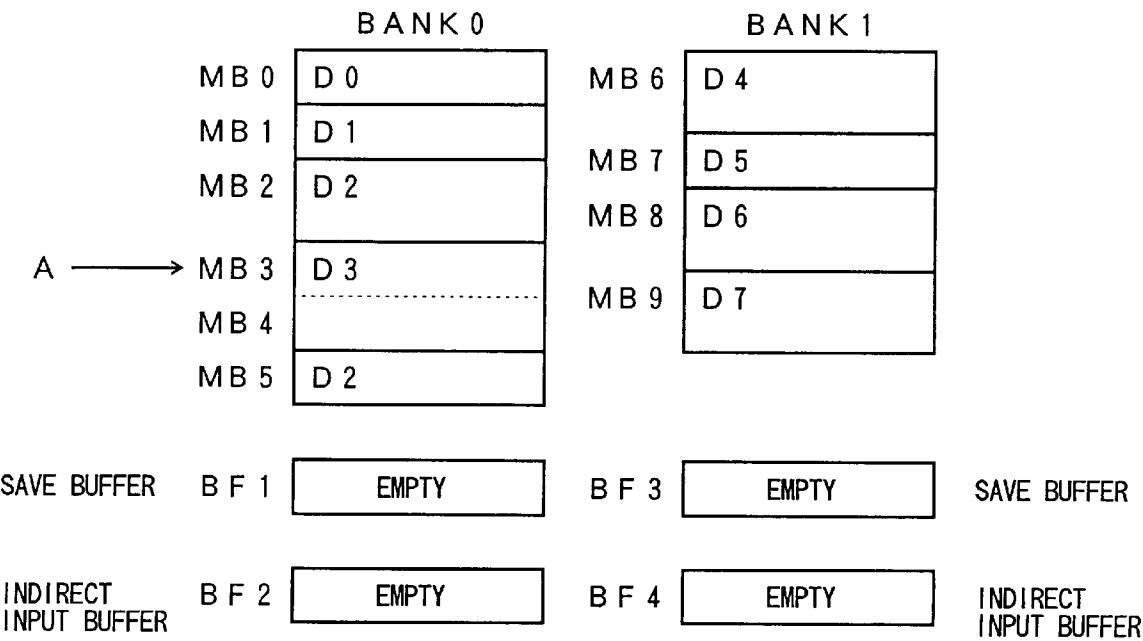 BANK0 BANK1
MB0 D0 MB6 D4
MB1 D1
MB7 D5
MB2 D2
MB8 D6
A MB3 D3
MB9 D7
MB4
MB5 D2
SAVE BUFFER BF1 EMPTY BF3 EMPTY SAVE BUFFER
INDIRECT BF2 EMPTY BF4 EMPTY INDIRECT
INPUT BUFFER INPUT BUFFER